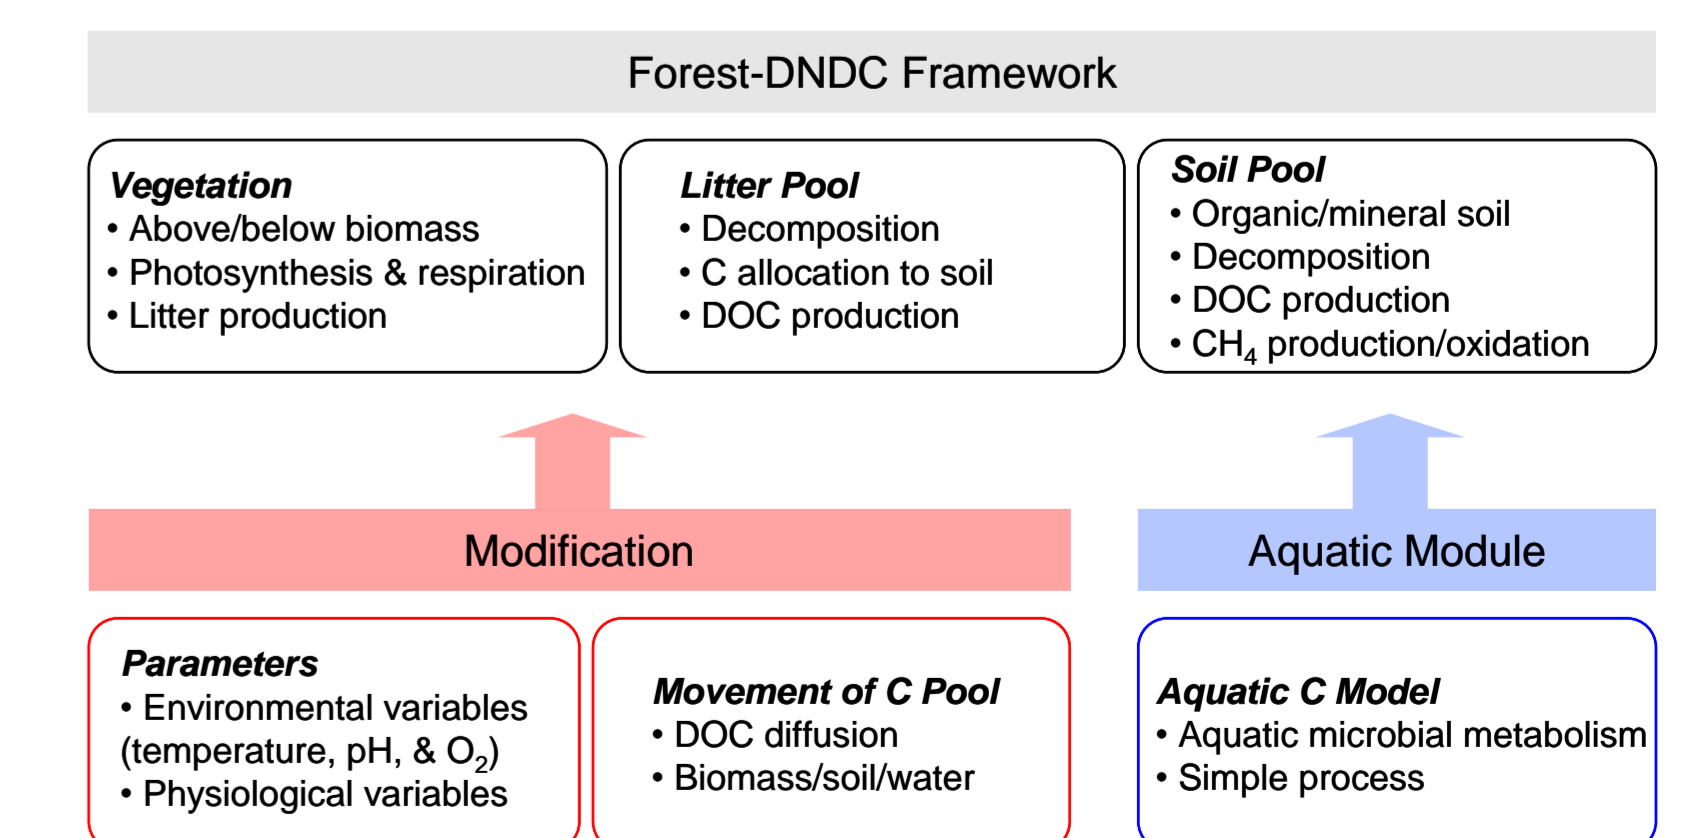 Forest-DNDC Framework
Vegetation
• Above/below biomass
• Photosynthesis & respiration
• Litter production
Litter Pool
• Decomposition
• C allocation to soil
• DOC production
Soil Pool
• Organic/mineral soil
• Decomposition
• DOC production
• CH₄ production/oxidation
Modification
Aquatic Module
Parameters
• Environmental variables
(temperature, pH, & O₂)
• Physiological variables
Movement of C Pool
• DOC diffusion
• Biomass/soil/water
Aquatic C Model
• Aquatic microbial metabolism
• Simple process